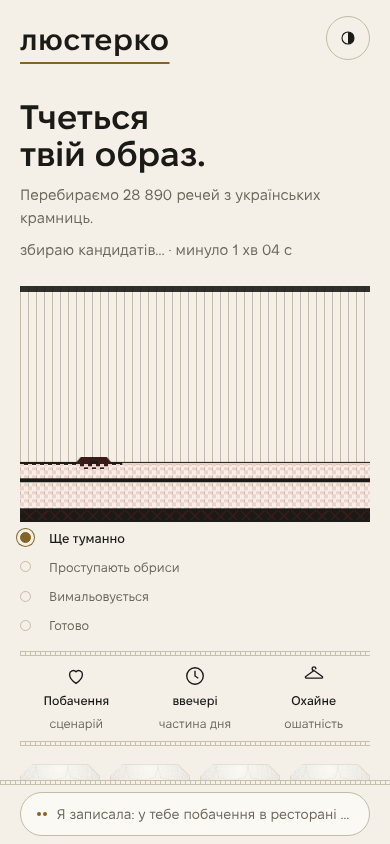 люстерко
Тчеться
твій образ.
Перебираємо 28 890 речей з українських
крамниць.
збираю кандидатів... · минуло 1 хв 04 с
Ще туманно
Проступають обриси
Вимальовується
Готово
Побачення
ввечері
Охайне
сценарій
частина дня
ошатність
Я записала: у тебе побачення в ресторані ...